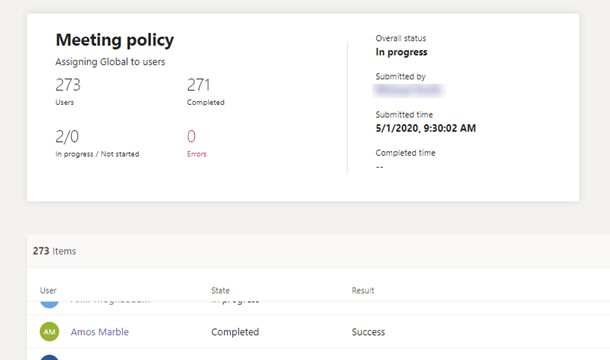 Meeting policy
Assigning Global to users
273
Users
271
Completed
2/0
In progress / Not started
0
Errors
Overall status
In progress
Submitted by
Submitted time
5/1/2020, 9:30:02 AM
Completed time
--
273 Items
User State Result
In progress
AM Amos Marble Completed Success